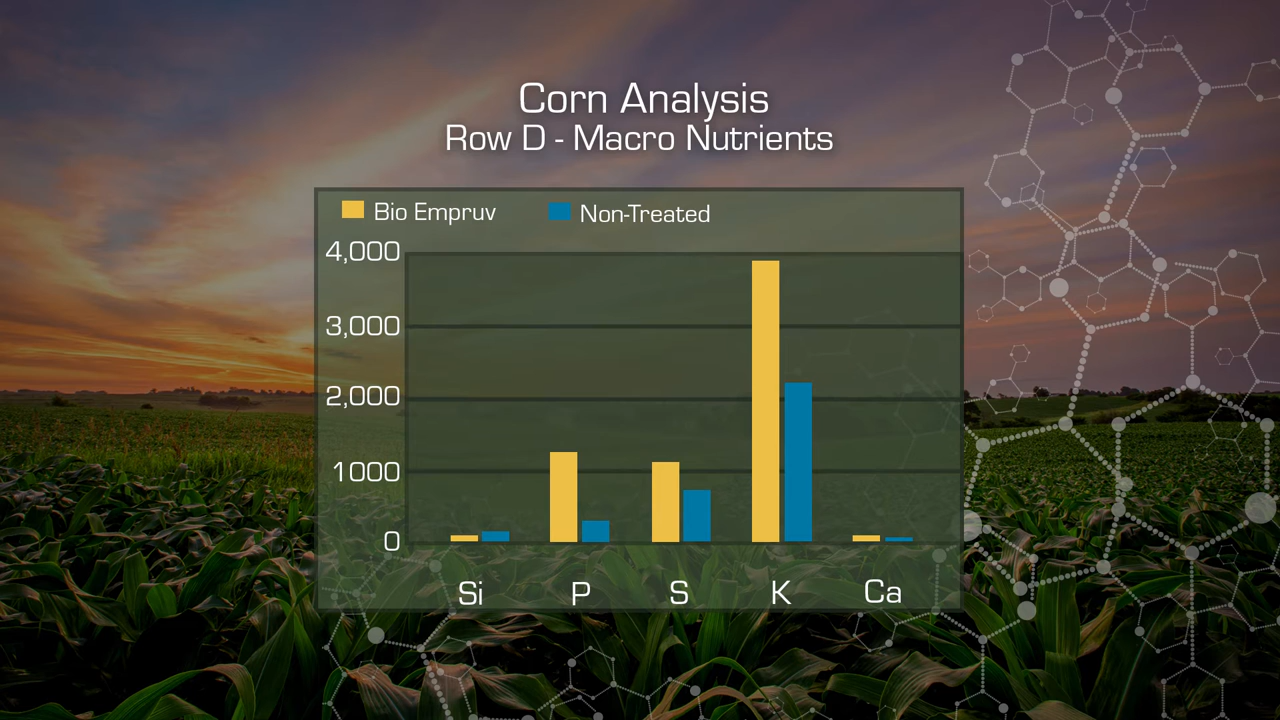 Corn Analysis
Row D - Macro Nutrients
Bio Empruv
Non-Treated
4,000
3,000
2,000
1000
0
Si P S K Ca